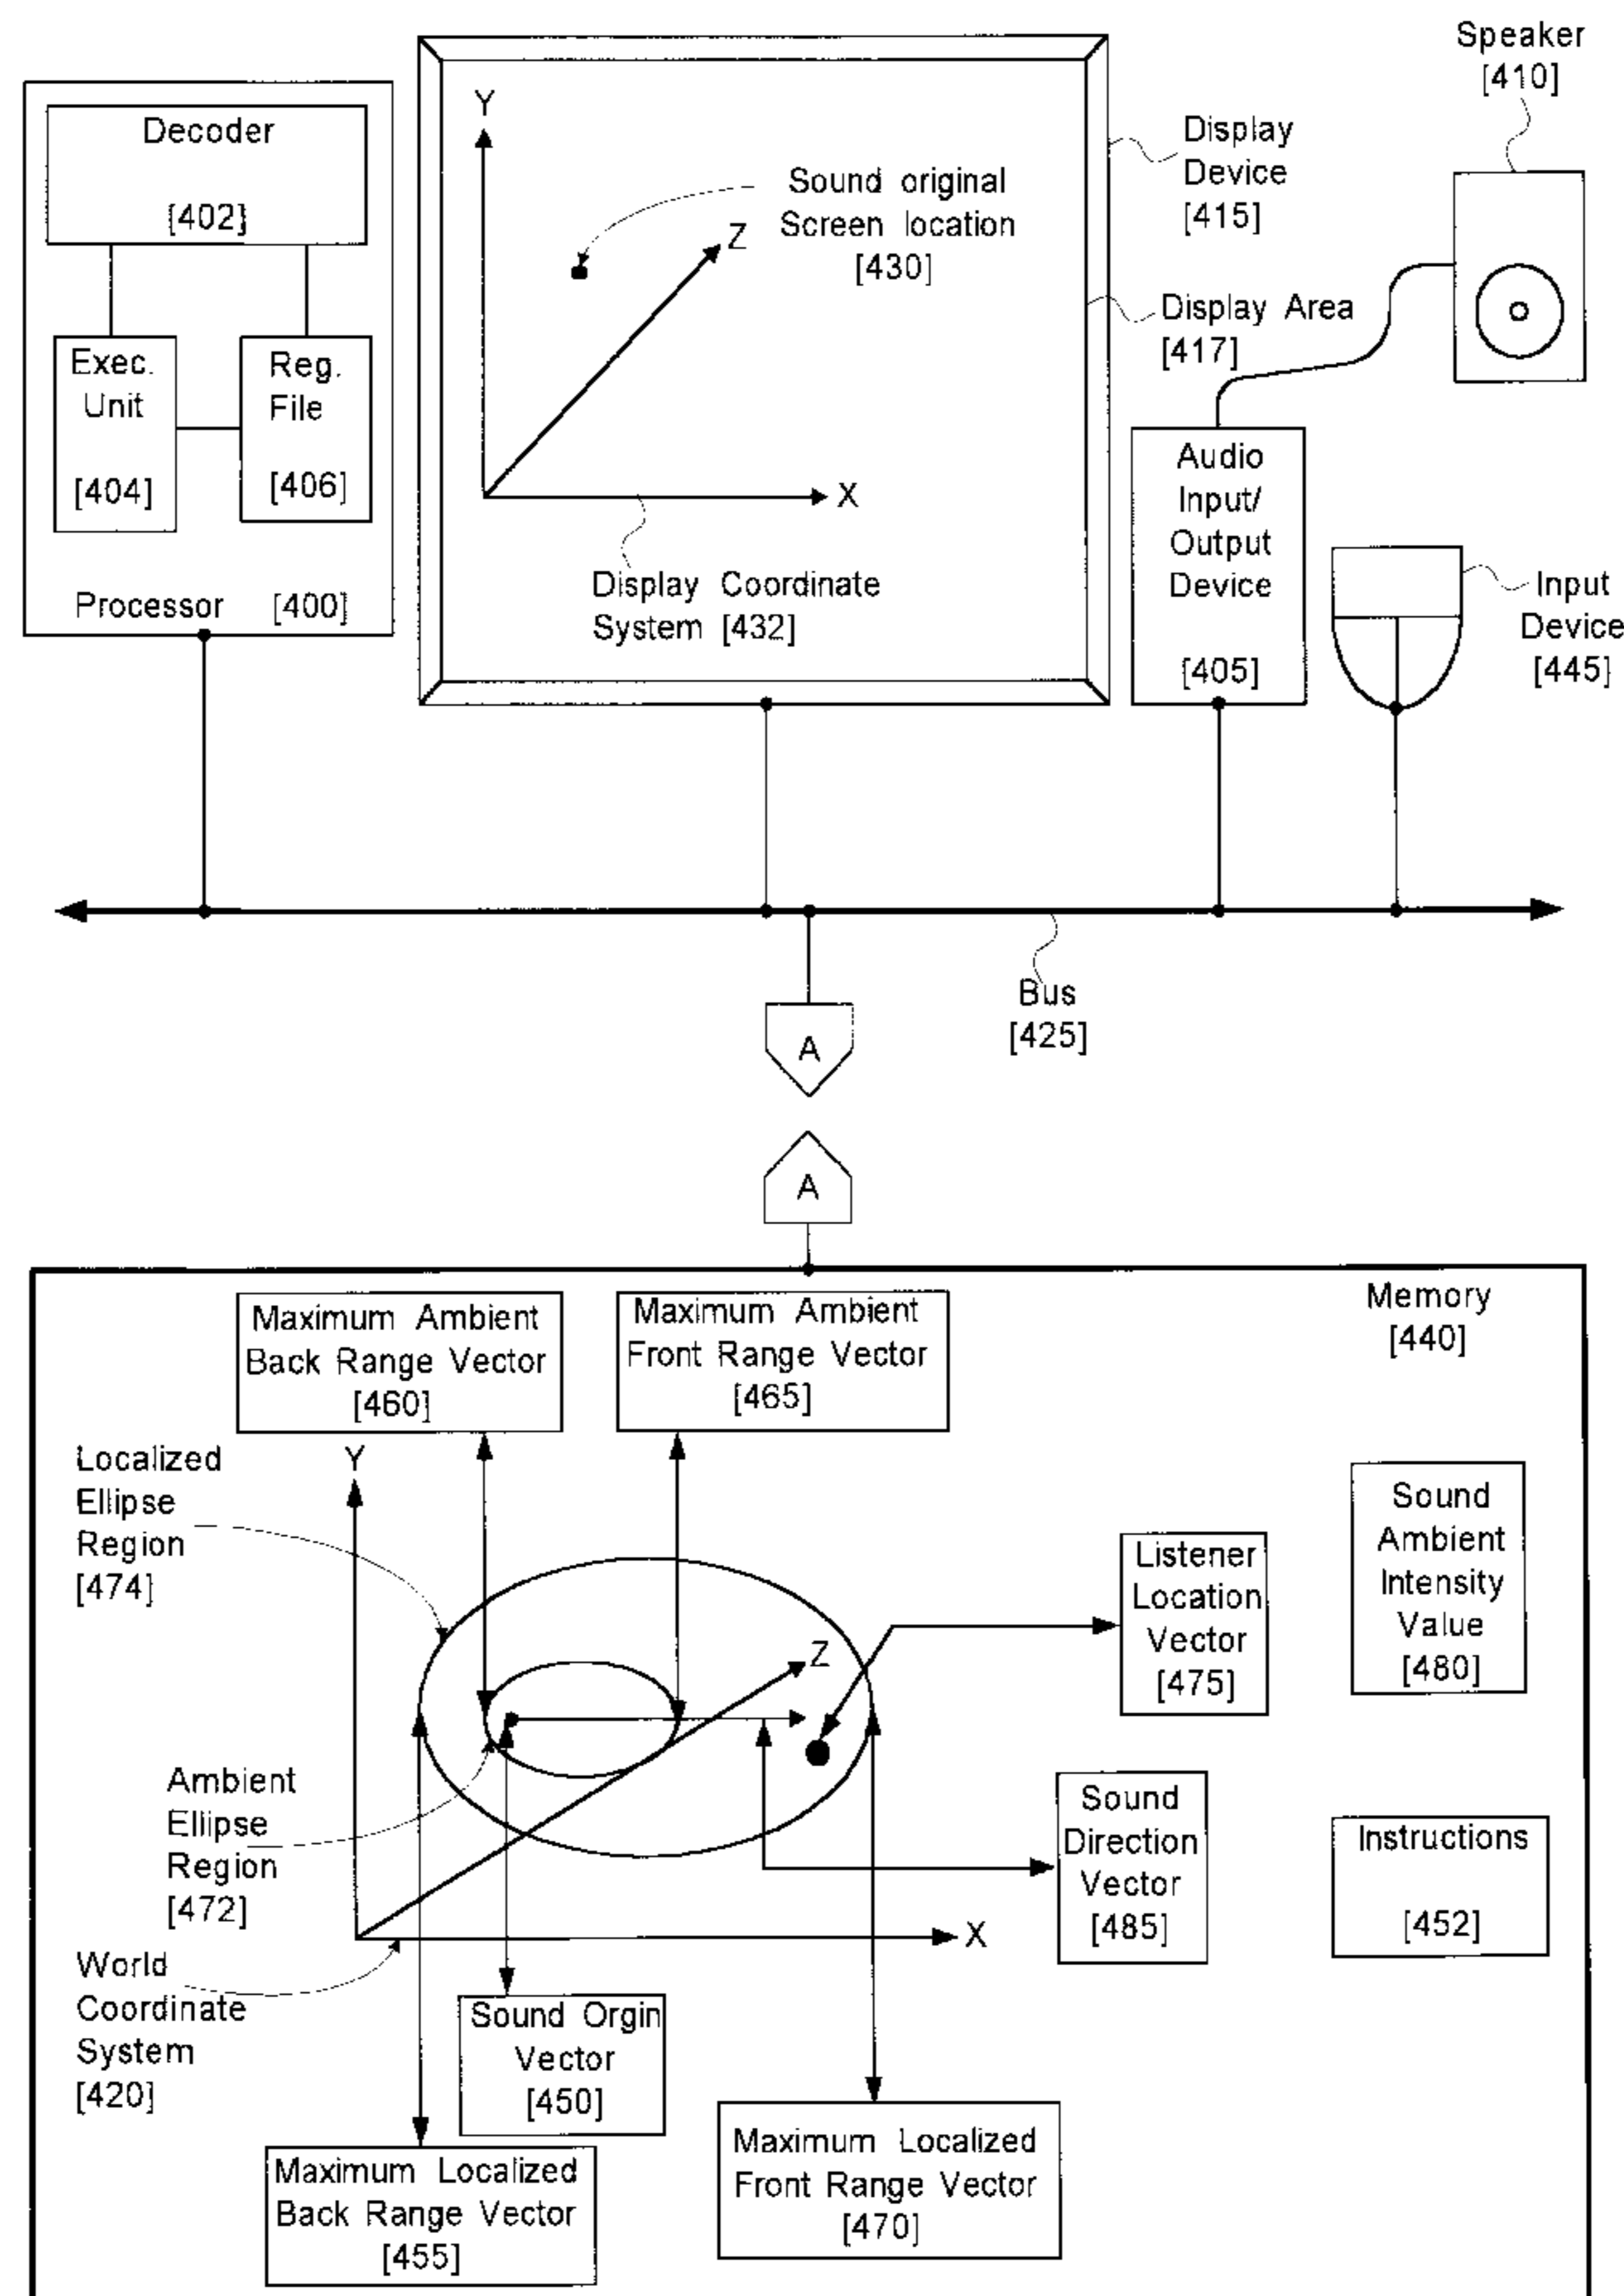 Speaker
[410]
Decoder
[402]
Exec.
Unit
[404]
Reg.
File
[406]
Processor [400]
Y
Z
X
Sound original
Screen location
[430]
Display Coordinate
System [432]
Display
Device
[415]
Display Area
[417]
Audio
Input/
Output
Device
[405]
Input
Device
[445]
Bus
[425]
A
A
Memory
[440]
Maximum Ambient
Back Range Vector
[460]
Maximum Ambient
Front Range Vector
[465]
Localized
Ellipse
Region
[474]
Y
Z
X
Listener
Location
Vector
[475]
Sound
Ambient
Intensity
Value
[480]
Ambient
Ellipse
Region
[472]
Sound
Direction
Vector
[485]
Instructions
[452]
World
Coordinate
System
[420]
Sound Orgin
Vector
[450]
Maximum Localized
Back Range Vector
[455]
Maximum Localized
Front Range Vector
[470]